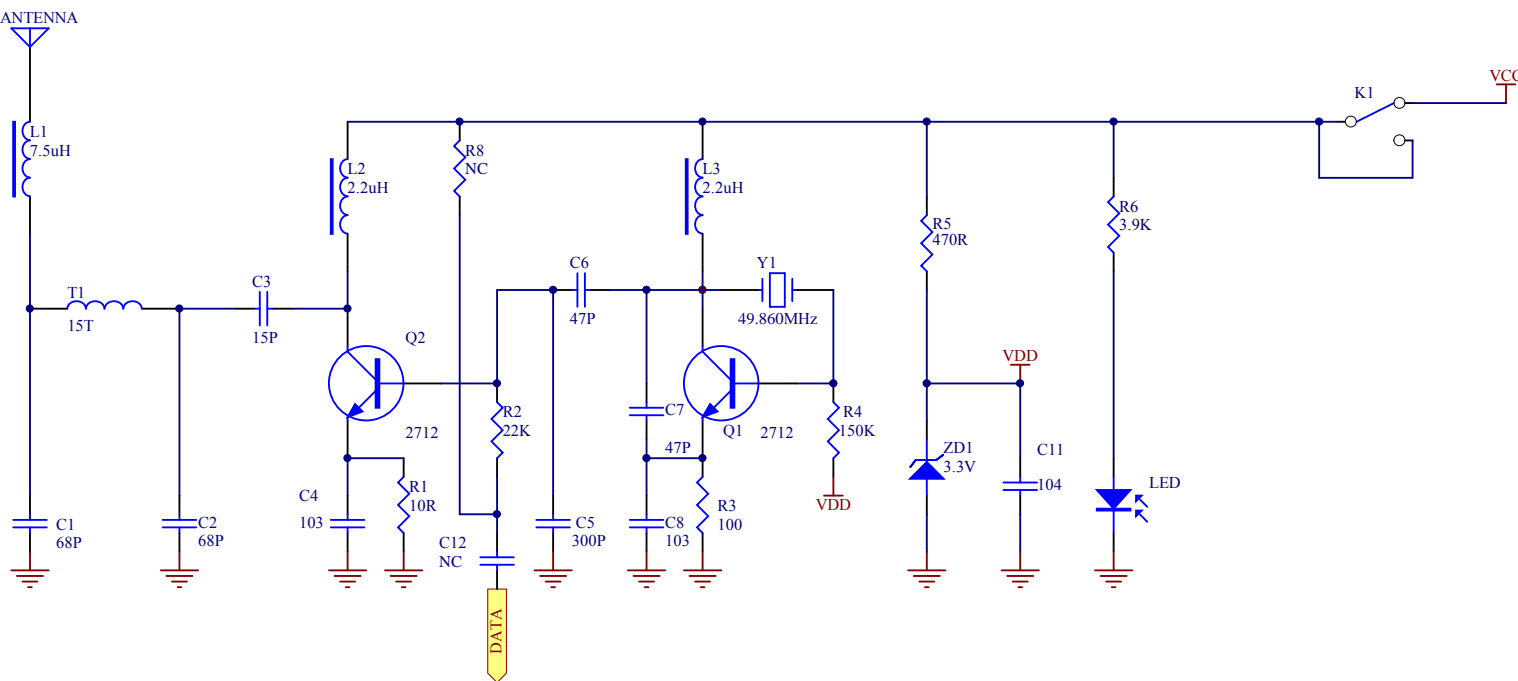 ANTENNA
VCC
K1
L1
7.5uH
R8
NC
L2
2.2uH
L3
2.2uH
R5
470R
R6
3.9K
C6
47P
Y1
49.860MHz
T1
15T
C3
15P
Q2
2712
R2
22K
C7
47P
Q1
2712
R4
150K
VDD
VDD
ZD1
3.3V
C11
104
LED
C1
68P
C2
68P
C4
103
R1
10R
C12
NC
C5
300P
C8
103
R3
100
DATA